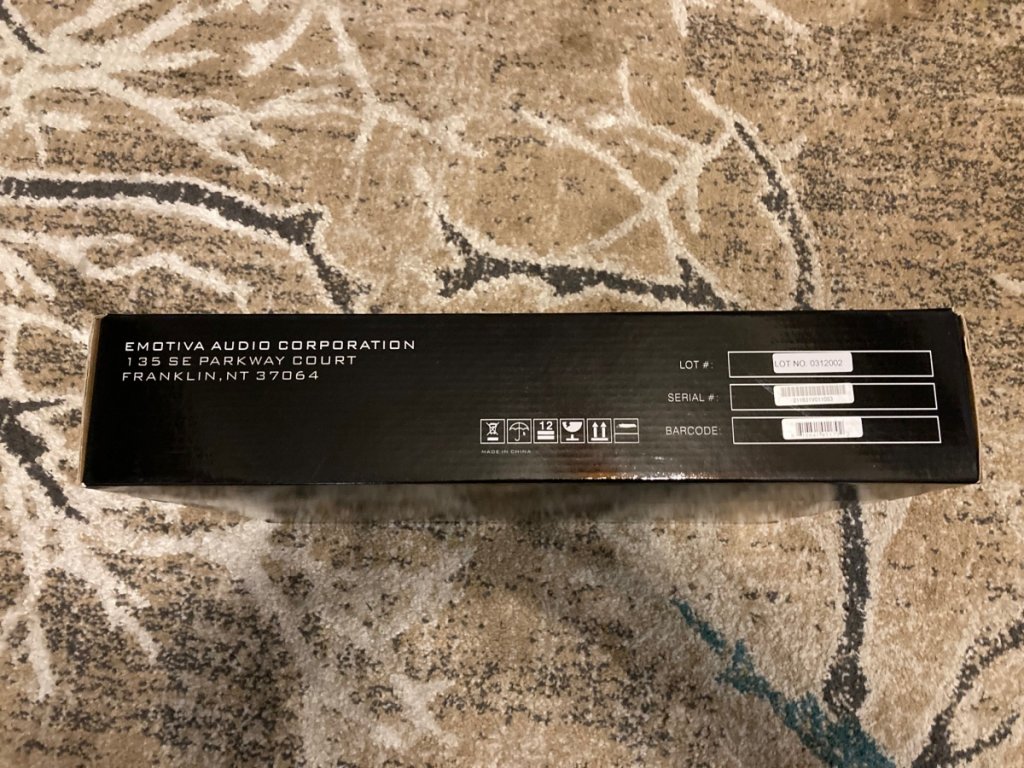 EMOTIVA AUDIO CORPORATION
135 SE PARKWAY COURT
FRANKLIN,NT 37064
LOT #:
LOT NO. 0312002
SERIAL #:
BARCODE:
12
MADE IN CHINA